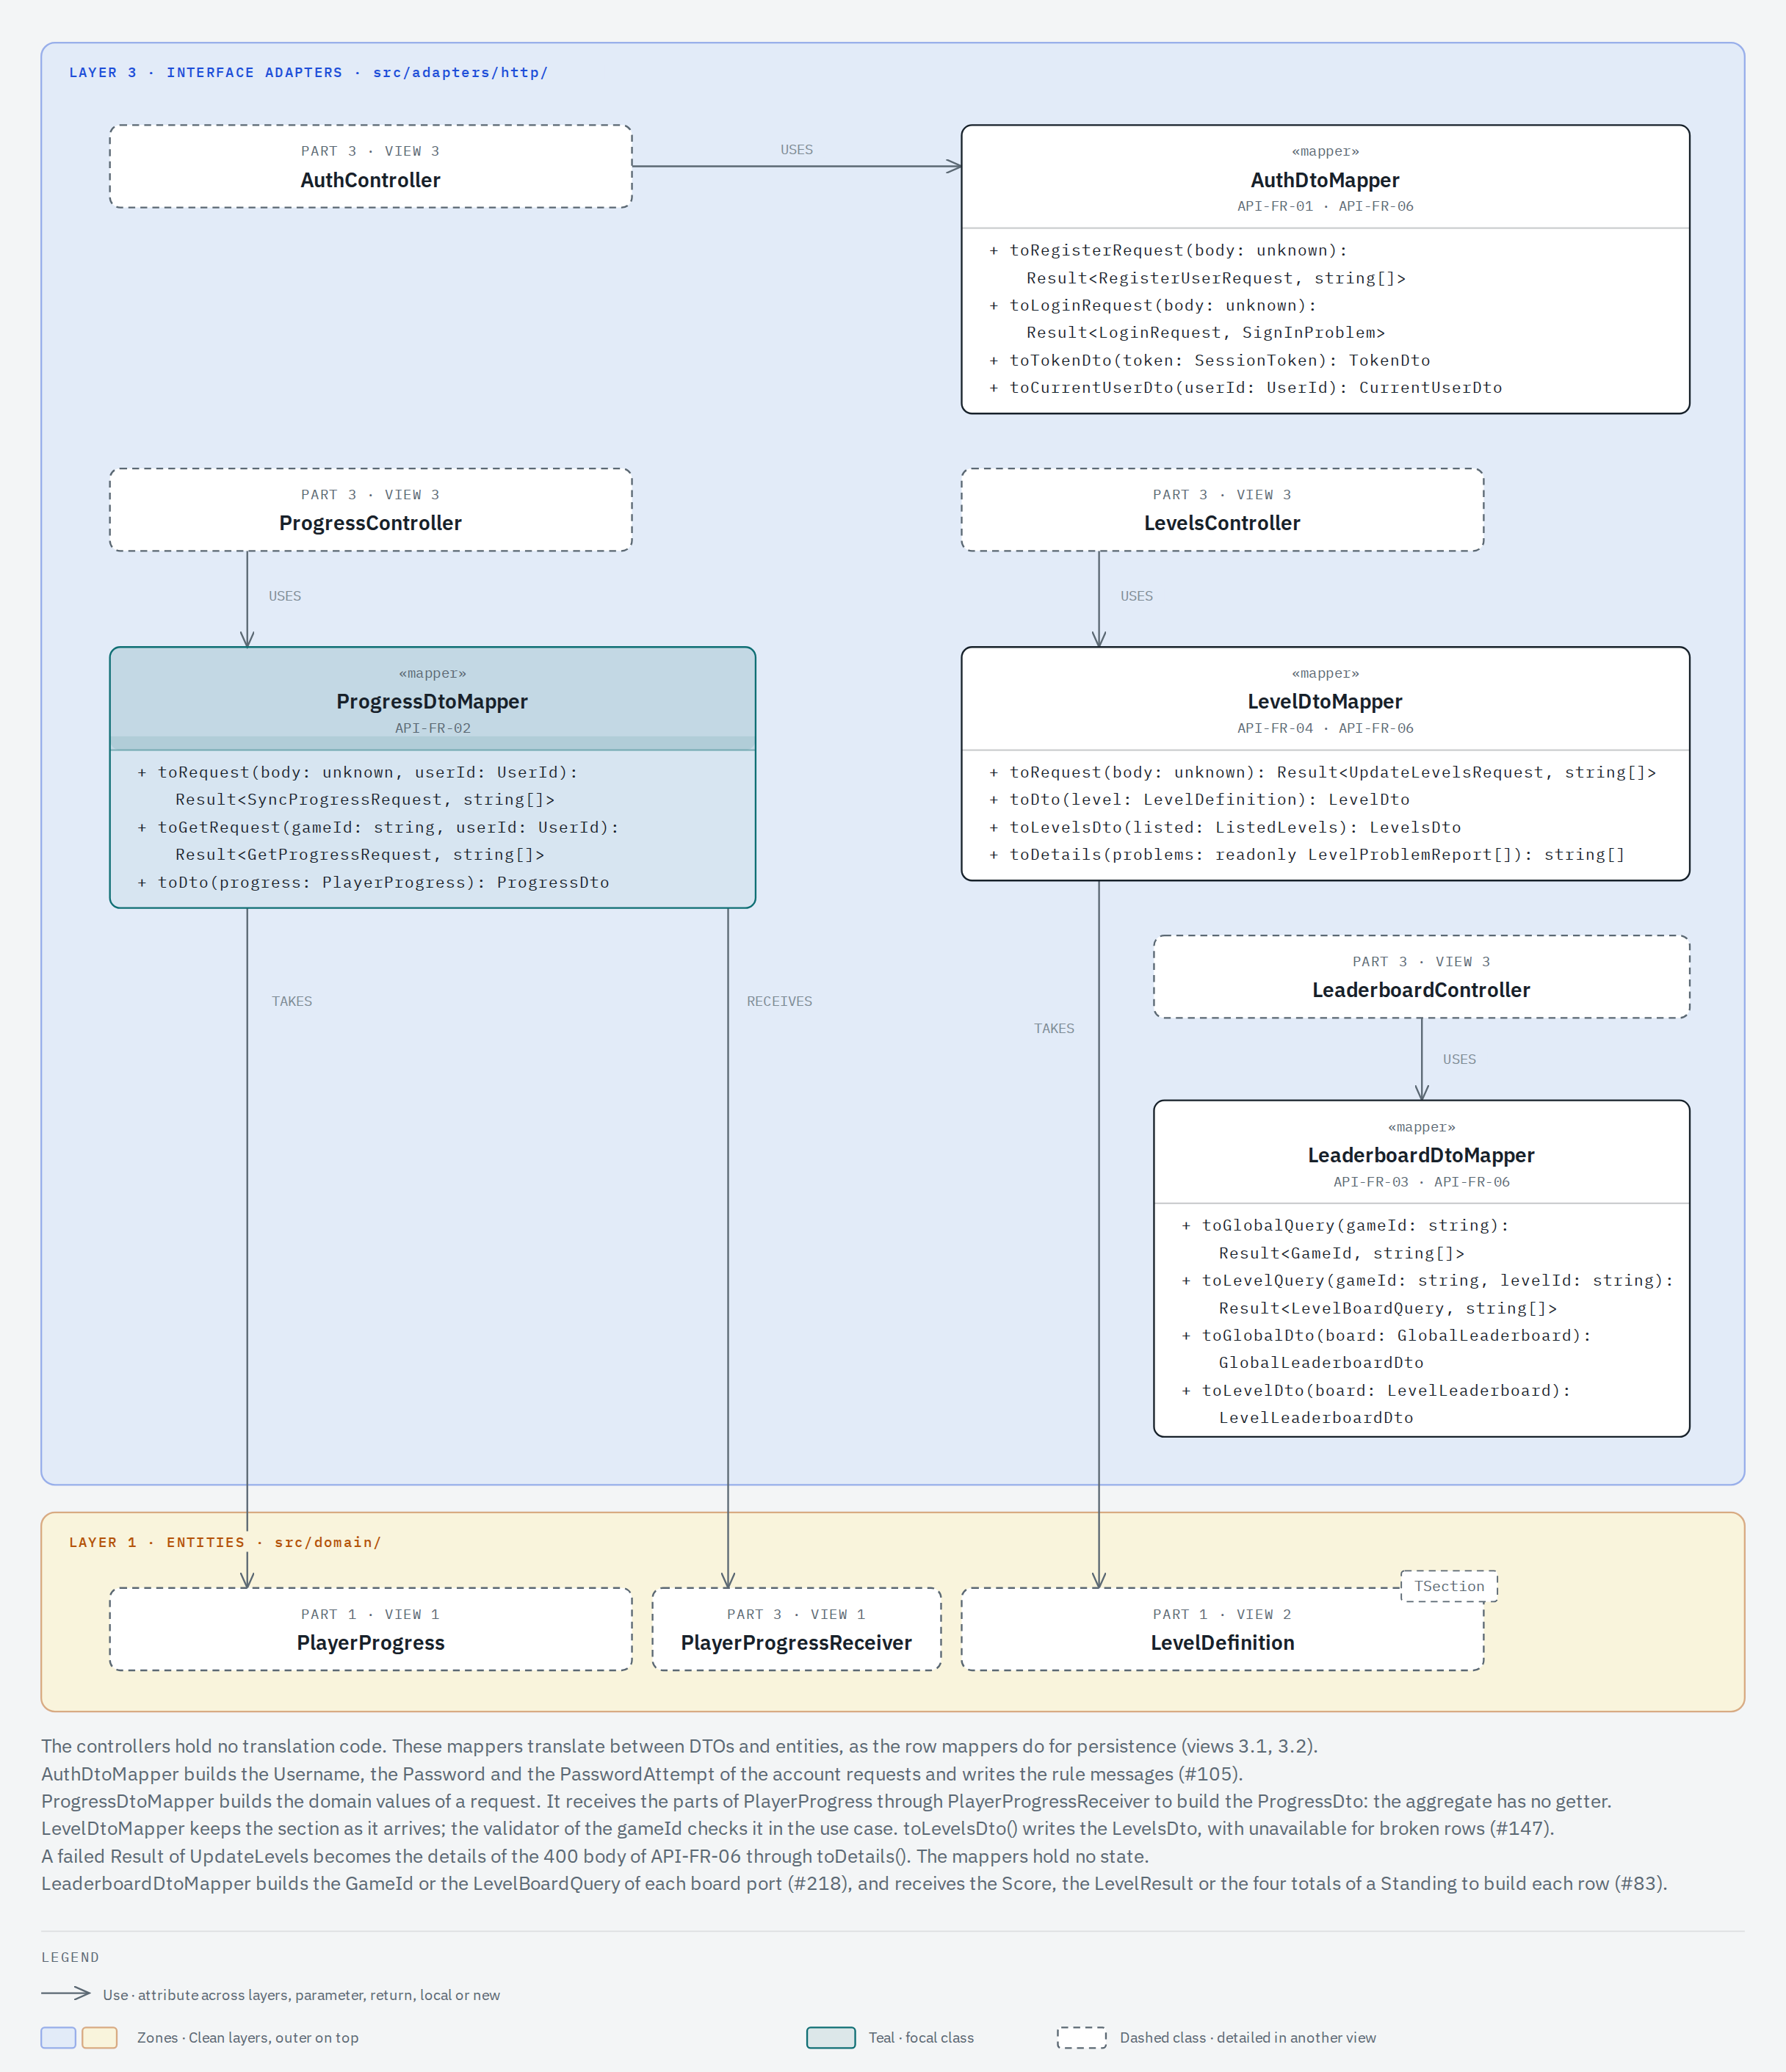 LAYER 3 · INTERFACE ADAPTERS · src/adapters/http/
PART 3 · VIEW 3
AuthController
USES
«mapper»
AuthDtoMapper
API-FR-01 · API-FR-06
+ toRegisterRequest(body: unknown):
Result<RegisterUserRequest, string[]>
+ toLoginRequest(body: unknown):
Result<LoginRequest, SignInProblem>
+ toTokenDto(token: SessionToken): TokenDto
+ toCurrentUserDto(userId: UserId): CurrentUserDto
PART 3 · VIEW 3
ProgressController
USES
PART 3 · VIEW 3
LevelsController
USES
«mapper»
ProgressDtoMapper
API-FR-02
+ toRequest(body: unknown, userId: UserId):
Result<SyncProgressRequest, string[]>
+ toGetRequest(gameId: string, userId: UserId):
Result<GetProgressRequest, string[]>
+ toDto(progress: PlayerProgress): ProgressDto
«mapper»
LevelDtoMapper
API-FR-04 · API-FR-06
+ toRequest(body: unknown): Result<UpdateLevelsRequest, string[]>
+ toDto(level: LevelDefinition): LevelDto
+ toLevelsDto(listed: ListedLevels): LevelsDto
+ toDetails(problems: readonly LevelProblemReport[]): string[]
TAKES
RECEIVES
TAKES
PART 3 · VIEW 3
LeaderboardController
USES
«mapper»
LeaderboardDtoMapper
API-FR-03 · API-FR-06
+ toGlobalQuery(gameId: string):
Result<GameId, string[]>
+ toLevelQuery(gameId: string, levelId: string):
Result<LevelBoardQuery, string[]>
+ toGlobalDto(board: GlobalLeaderboard):
GlobalLeaderboardDto
+ toLevelDto(board: LevelLeaderboard):
LevelLeaderboardDto
LAYER 1 · ENTITIES · src/domain/
PART 1 · VIEW 1
PlayerProgress
PART 3 · VIEW 1
PlayerProgressReceiver
TSection
PART 1 · VIEW 2
LevelDefinition
The controllers hold no translation code. These mappers translate between DTOs and entities, as the row mappers do for persistence (views 3.1, 3.2).
AuthDtoMapper builds the Username, the Password and the PasswordAttempt of the account requests and writes the rule messages (#105).
ProgressDtoMapper builds the domain values of a request. It receives the parts of PlayerProgress through PlayerProgressReceiver to build the ProgressDto: the aggregate has no getter.
LevelDtoMapper keeps the section as it arrives; the validator of the gameId checks it in the use case. toLevelsDto() writes the LevelsDto, with unavailable for broken rows (#147).
A failed Result of UpdateLevels becomes the details of the 400 body of API-FR-06 through toDetails(). The mappers hold no state.
LeaderboardDtoMapper builds the GameId or the LevelBoardQuery of each board port (#218), and receives the Score, the LevelResult or the four totals of a Standing to build each row (#83).
LEGEND
Use · attribute across layers, parameter, return, local or new
Zones · Clean layers, outer on top
Teal · focal class
Dashed class · detailed in another view